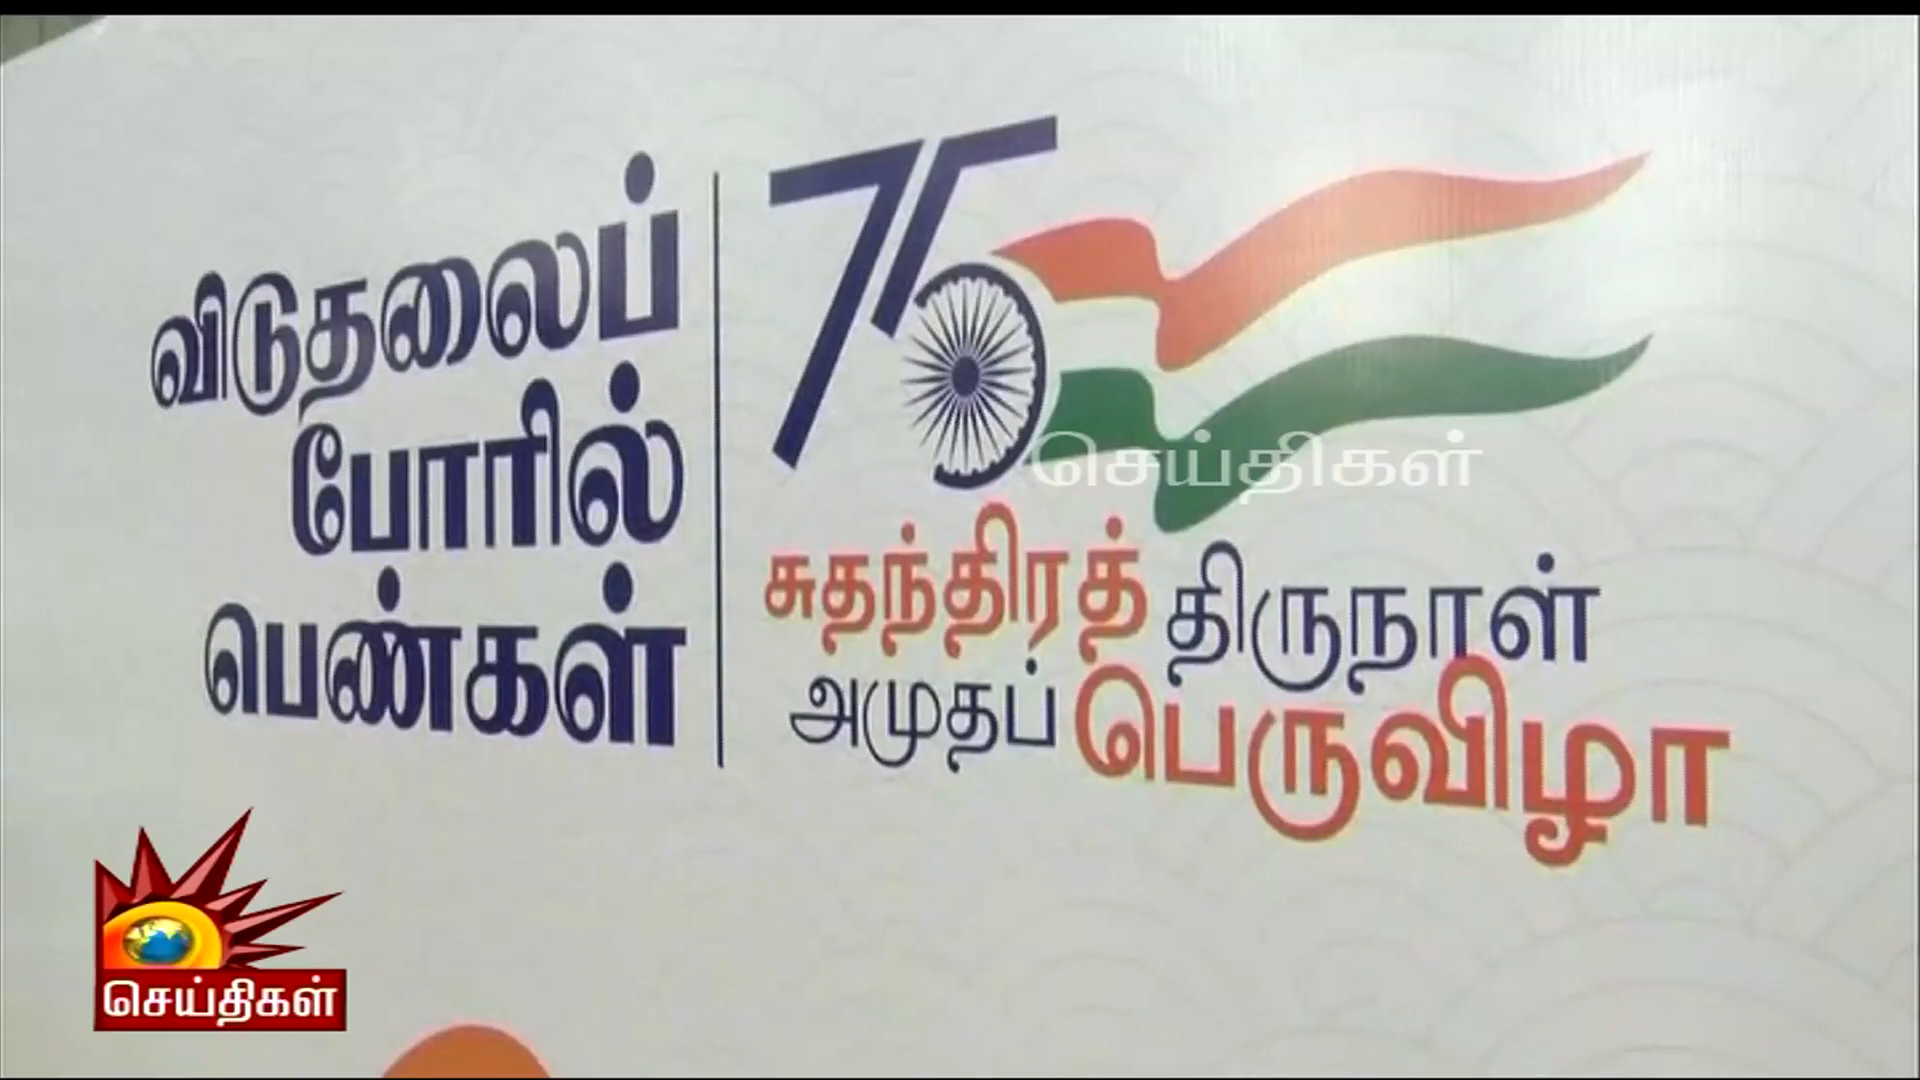 விடுதலைப்
போரில்
பெண்கள்
75
சுதந்திரத் திருநாள்
அமுதப் பெருவிழா
செய்திகள்
செய்திகள்